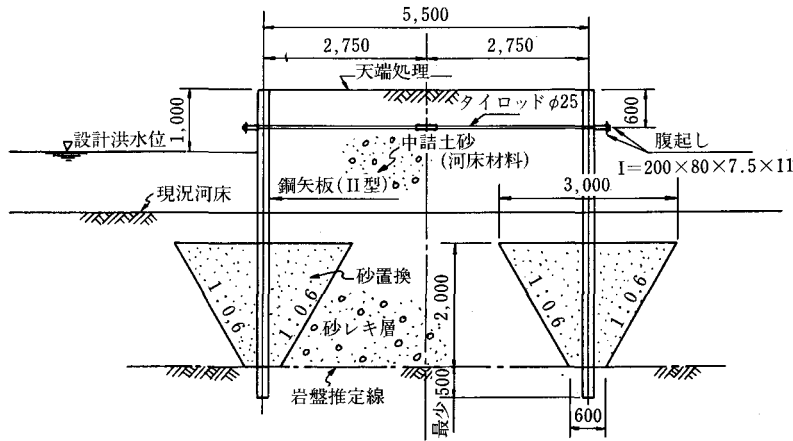 5,500
2,750
2,750
天端処理
タイロッドφ25
1,000
600
設計洪水位
中詰土砂
(河床材料)
腹起し
I=200×80×7.5×11
鋼矢板(II型)
現況河床
3,000
砂置換
1:0.6
1:0.6
砂レキ層
2,000
1:0.6
1:0.6
岩盤推定線
最少500
600